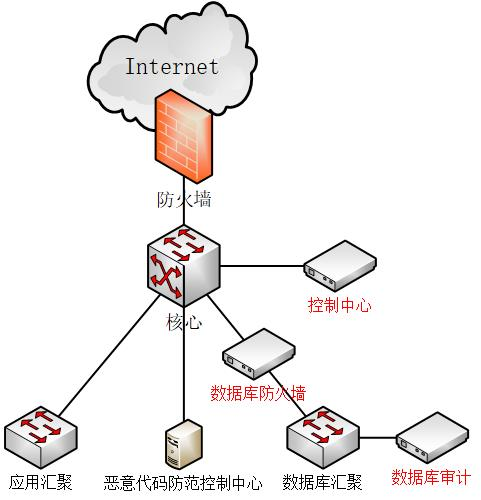 Internet
防火墙
控制中心
核心
数据库防火墙
应用汇聚
恶意代码防范控制中心
数据库汇聚
数据库审计